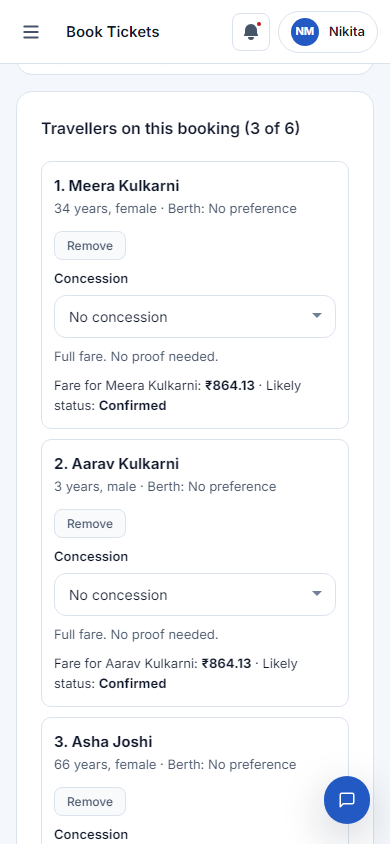 Book Tickets
NM
Nikita
Travellers on this booking (3 of 6)
1. Meera Kulkarni
34 years, female · Berth: No preference
Remove
Concession
No concession
Full fare. No proof needed.
Fare for Meera Kulkarni: ₹864.13 · Likely
status: Confirmed
2. Aarav Kulkarni
3 years, male · Berth: No preference
Remove
Concession
No concession
Full fare. No proof needed.
Fare for Aarav Kulkarni: ₹864.13 · Likely
status: Confirmed
3. Asha Joshi
66 years, female · Berth: No preference
Remove
Concession